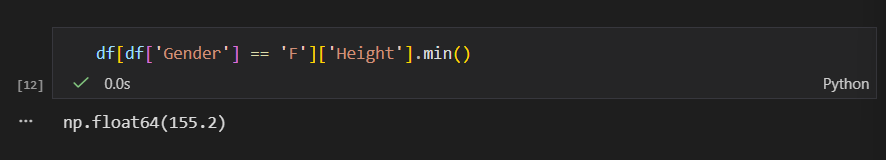 df[df['Gender'] == 'F']['Height'].min()
[12]
0.0s
Python
np.float64(155.2)